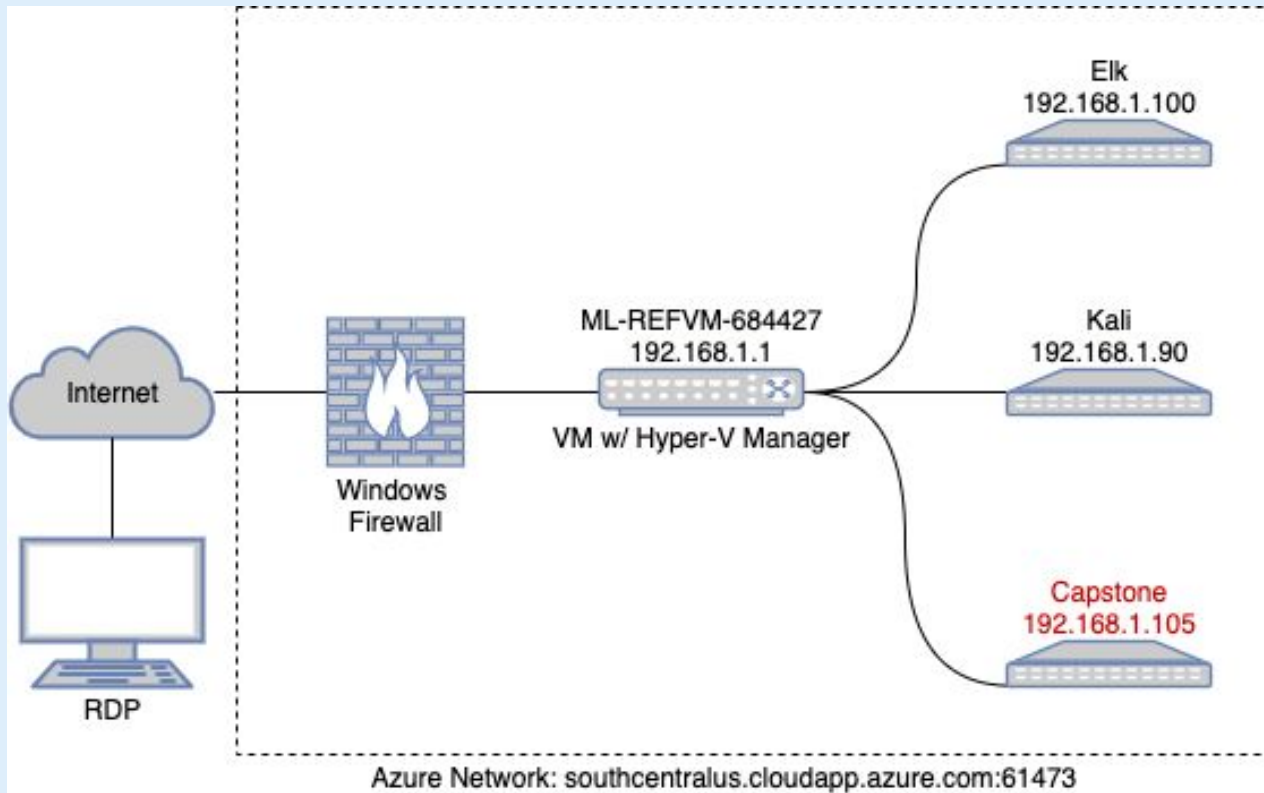 Elk
192.168.1.100
ML-REFVM-684427
192.168.1.1
Kali
192.168.1.90
Internet
VM w/ Hyper-V Manager
Windows
Firewall
Capstone
192.168.1.105
RDP
Azure Network: southcentralus.cloudapp.azure.com:61473